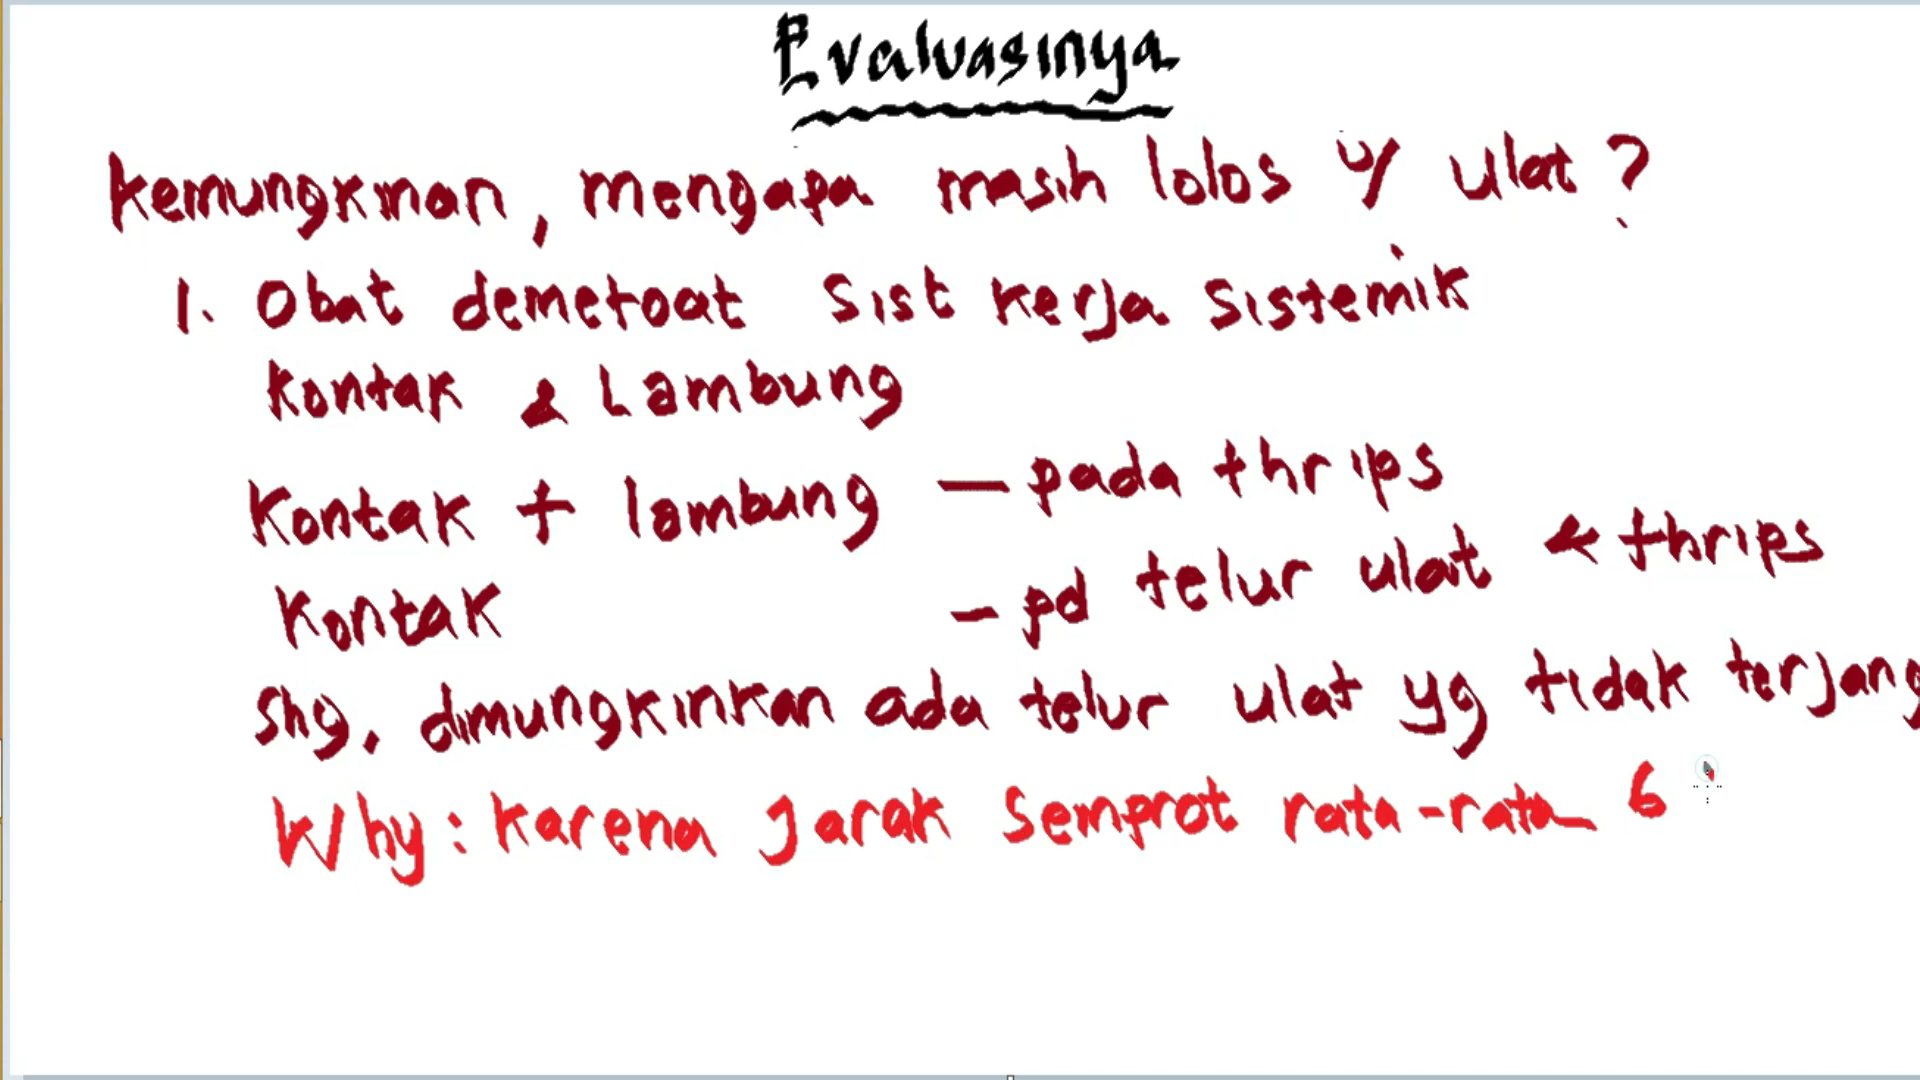 Evaluasinya
Kemungkinan, mengapa masih lolos u/ ulat?
1. Obat demetoat Sist kerja sistemik
Kontak & Lambung
Kontak + lambung — pada thrips
Kontak — pd telur ulat & thrips
Shg, dimungkinkan ada telur ulat yg tidak terjang
Why: karena jarak semprot rata-rata 6